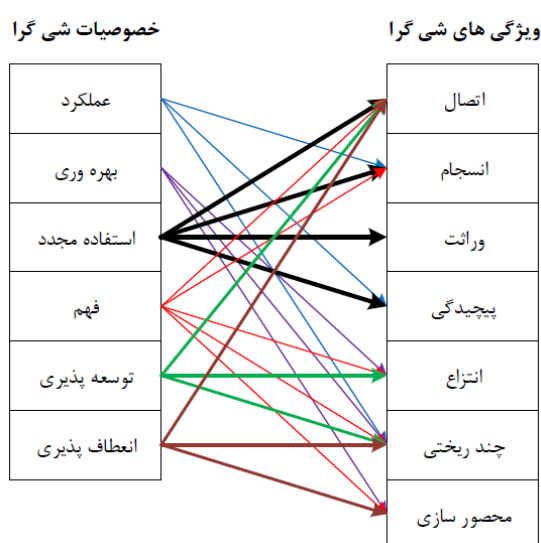 ویژگی های شی گرا
خصوصیات شی گرا
اتصال
انسجام
وراثت
پیچیدگی
انتزاع
چند ریختی
محصور سازی
عملکرد
بهره وری
استفاده مجدد
فهم
توسعه پذیری
انعطاف پذیری